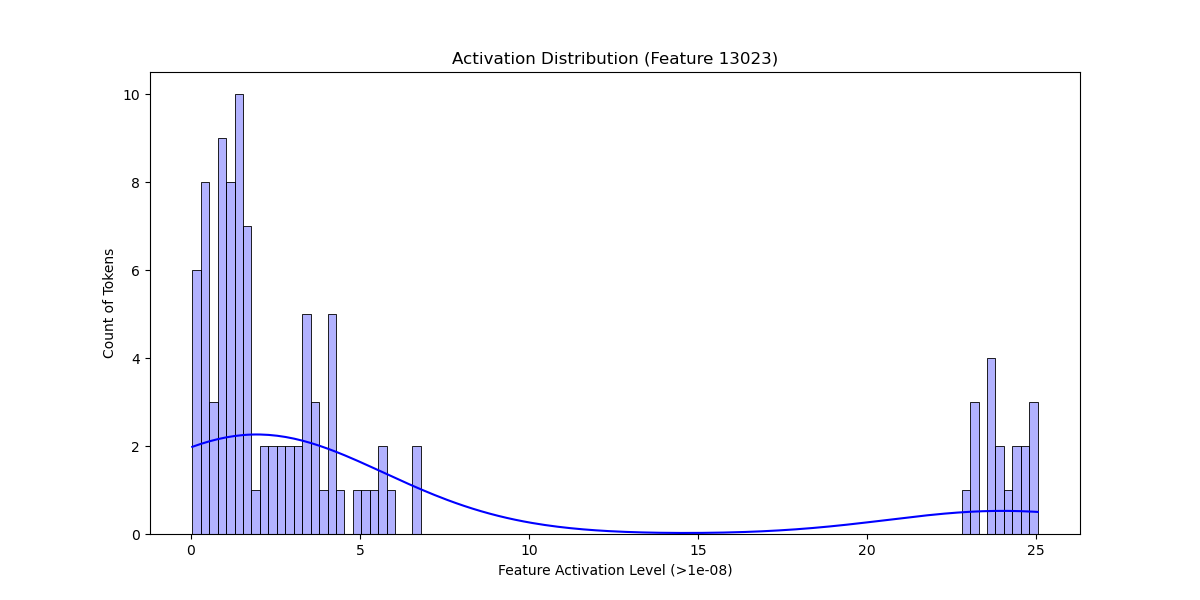 Activation Distribution (Feature 13023)
10
8
6
4
2
0
Count of Tokens
0 5 10 15 20 25
Feature Activation Level (>1e-08)